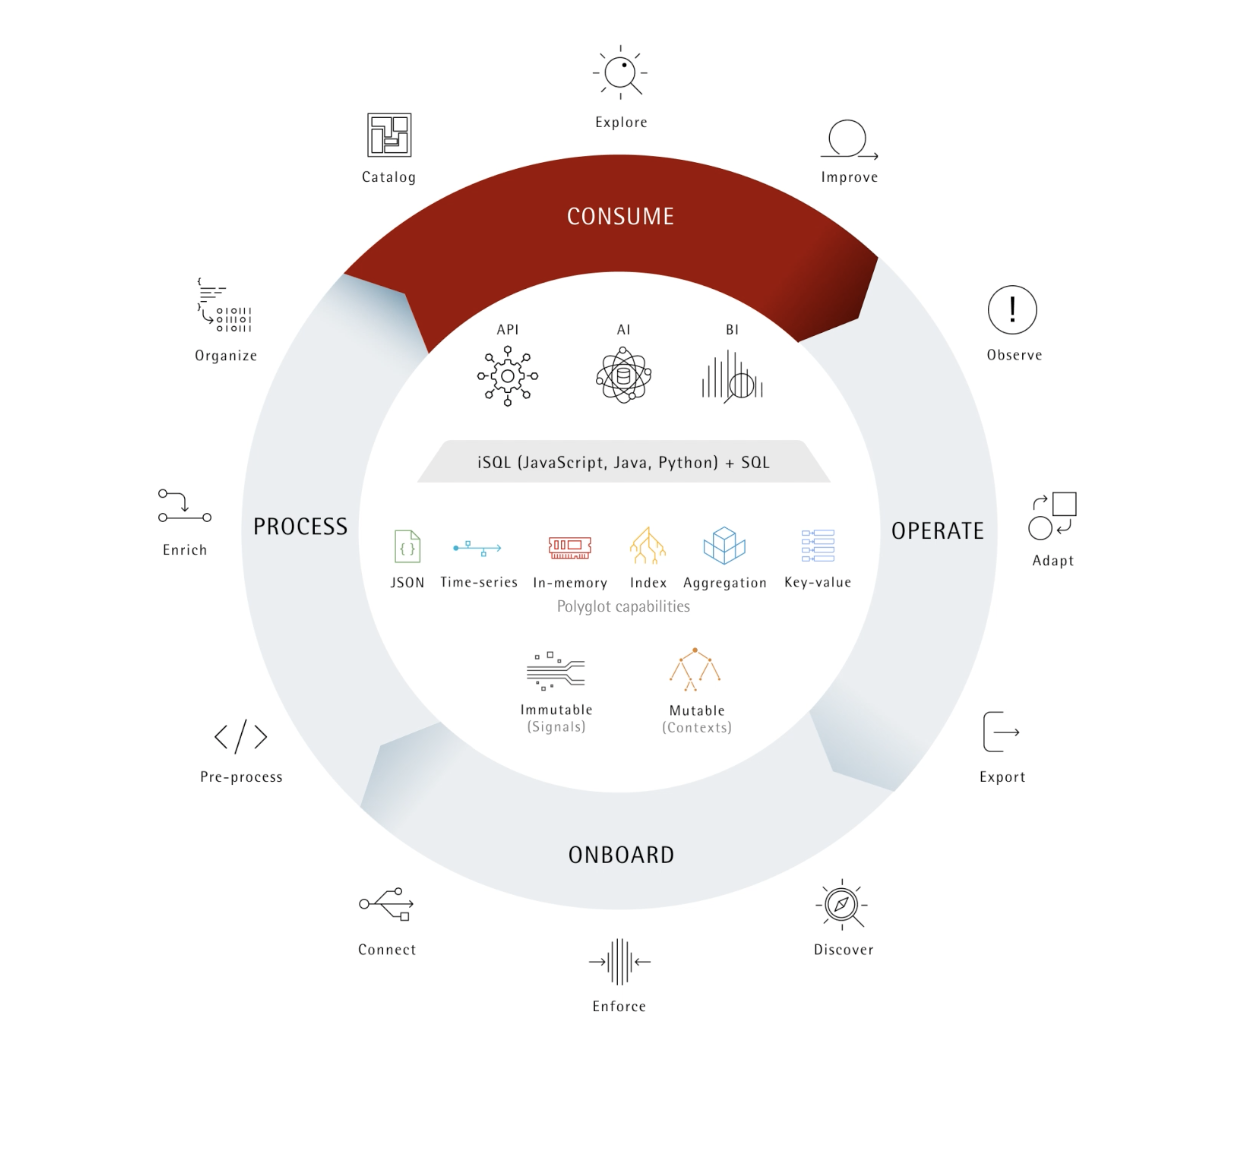 Explore
Catalog
Improve
CONSUME
Organize
Observe
API
AI
BI
iSQL (JavaScript, Java, Python) + SQL
Enrich
PROCESS
OPERATE
Adapt
JSON
Time-series
In-memory
Index
Aggregation
Key-value
Polyglot capabilities
Immutable
(Signals)
Mutable
(Contexts)
Pre-process
Export
ONBOARD
Connect
Discover
Enforce